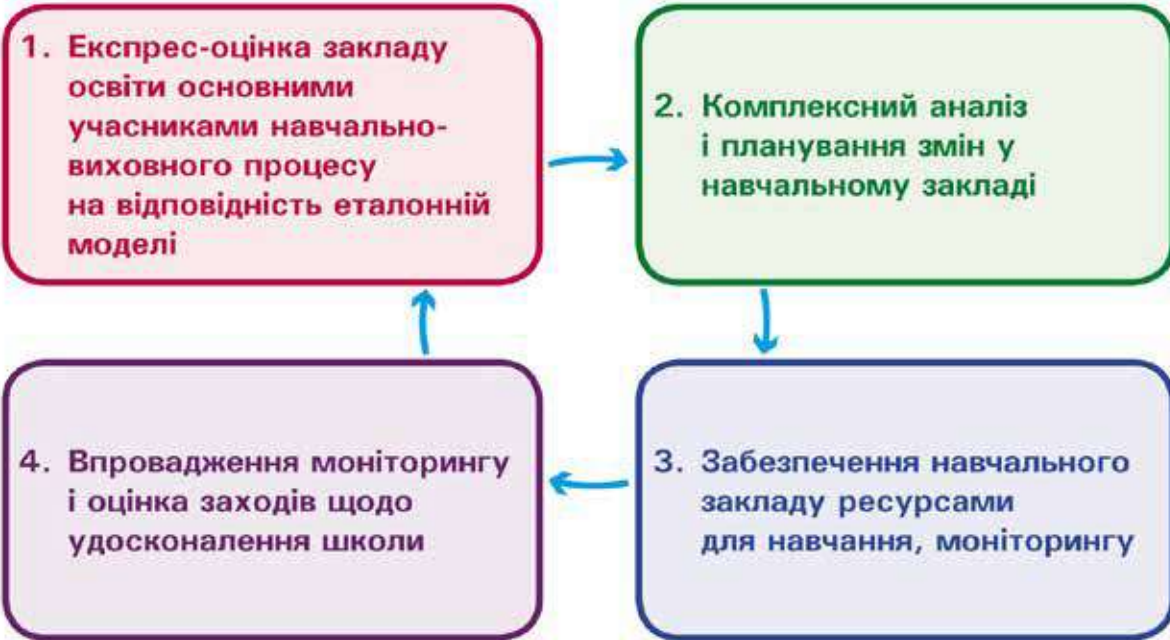 1. Експрес-оцінка закладу
освіти основними
учасниками навчально-
виховного процесу
на відповідність еталонній
моделі
2. Комплексний аналіз
і планування змін у
навчальному закладі
3. Забезпечення навчального
закладу ресурсами
для навчання, моніторингу
4. Впровадження моніторингу
і оцінка заходів щодо
удосконалення школи